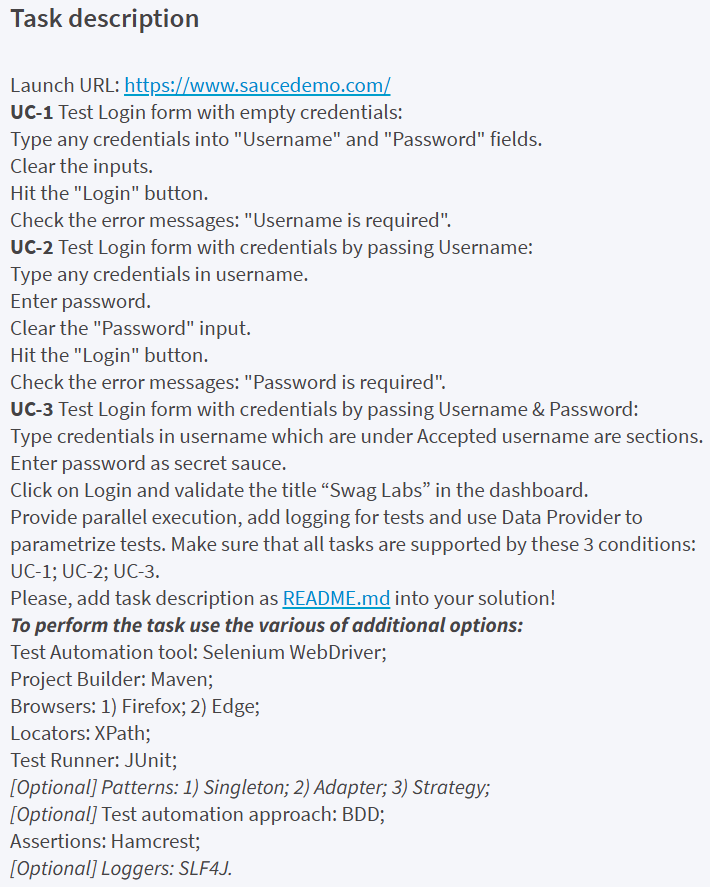 Task description
Launch URL: https://www.saucedemo.com/
UC-1 Test Login form with empty credentials:
Type any credentials into "Username" and "Password" fields.
Clear the inputs.
Hit the "Login" button.
Check the error messages: "Username is required".
UC-2 Test Login form with credentials by passing Username:
Type any credentials in username.
Enter password.
Clear the "Password" input.
Hit the "Login" button.
Check the error messages: "Password is required".
UC-3 Test Login form with credentials by passing Username & Password:
Type credentials in username which are under Accepted username are sections.
Enter password as secret sauce.
Click on Login and validate the title “Swag Labs” in the dashboard.
Provide parallel execution, add logging for tests and use Data Provider to
parametrize tests. Make sure that all tasks are supported by these 3 conditions:
UC-1; UC-2; UC-3.
Please, add task description as README.md into your solution!
To perform the task use the various of additional options:
Test Automation tool: Selenium WebDriver;
Project Builder: Maven;
Browsers: 1) Firefox; 2) Edge;
Locators: XPath;
Test Runner: JUnit;
[Optional] Patterns: 1) Singleton; 2) Adapter; 3) Strategy;
[Optional] Test automation approach: BDD;
Assertions: Hamcrest;
[Optional] Loggers: SLF4J.